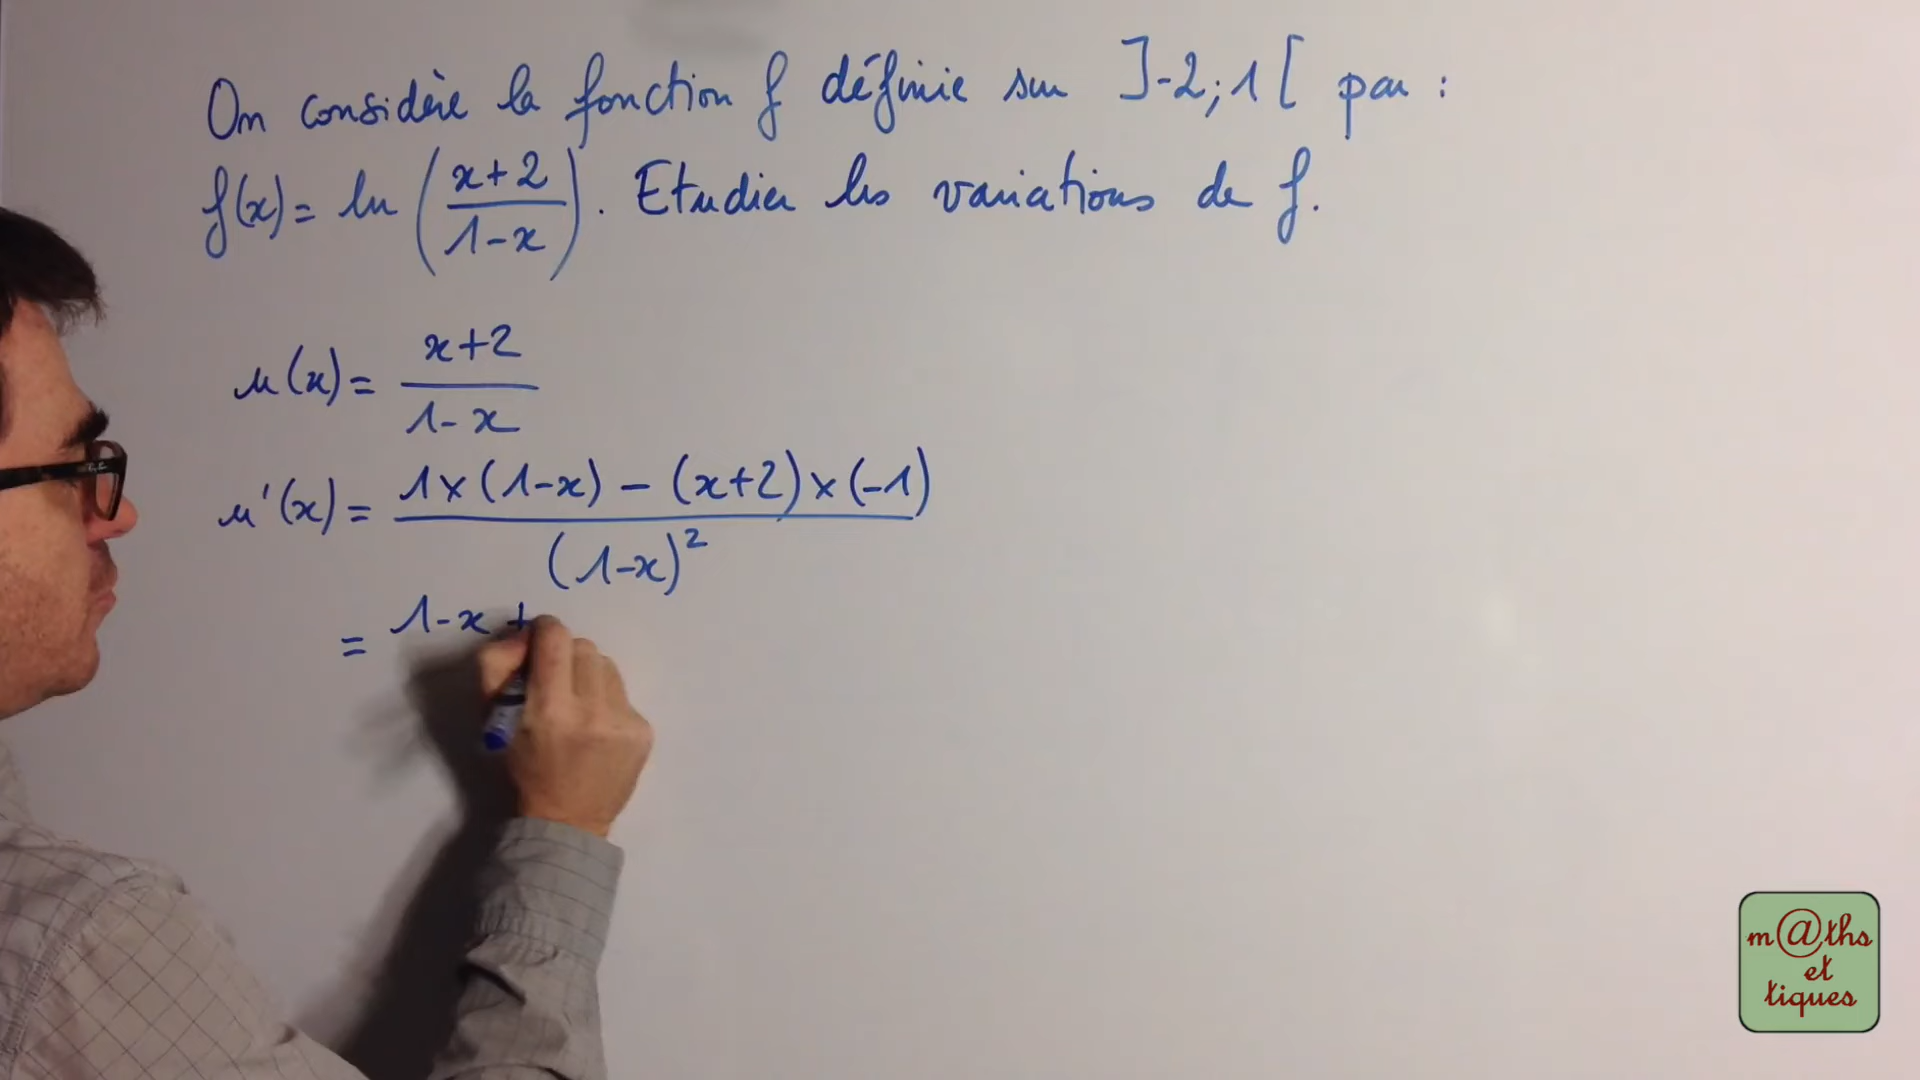 On considère la fonction f définie sur ]-2;1[ par :
f(x) = ln ( (x+2)/(1-x) ). Etudier les variations de f.
u(x) = (x+2)/(1-x)
u'(x) = (1×(1-x) - (x+2)×(-1))/(1-x)²
= 1-x +
m@ths
et
tiques